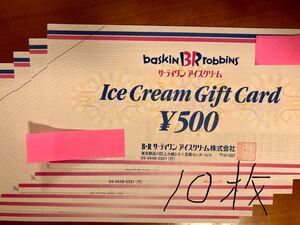 baskin BR robbins
サーティワン アイスクリーム
Ice Cream Gift Card
¥500
B-R サーティワン アイスクリーム株式会社
10枚